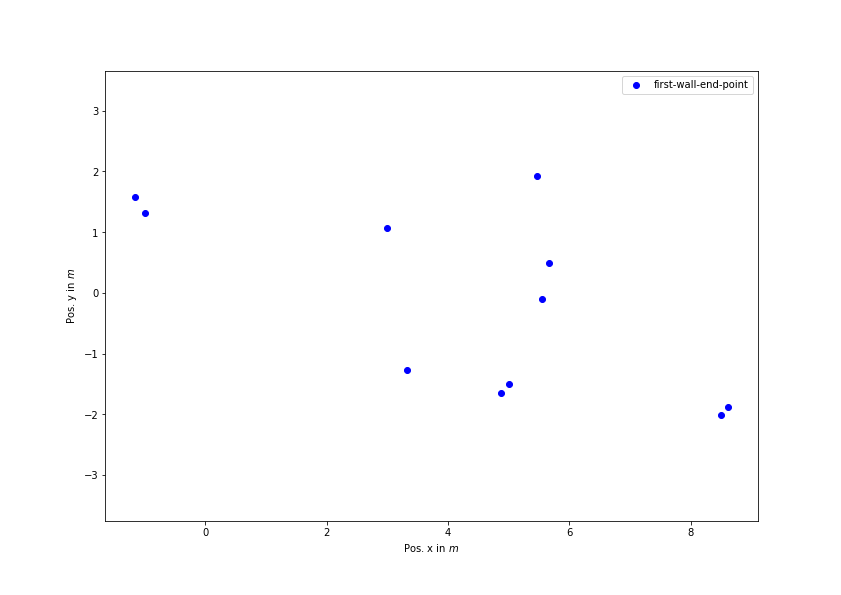 first-wall-end-point
3
2
1
0
−1
−2
−3
Pos. y in m
0 2 4 6 8
Pos. x in m